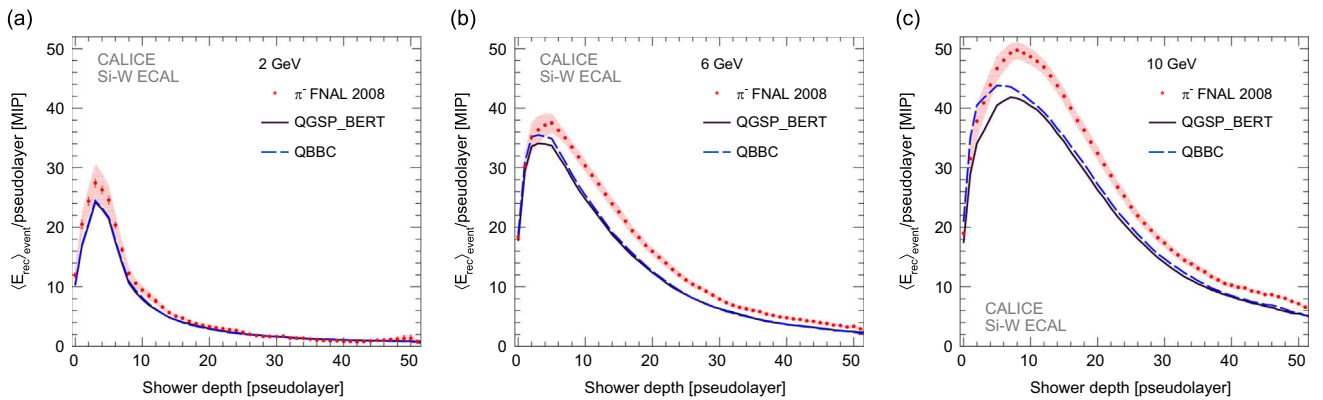 (a)
CALICE
Si-W ECAL
2 GeV
π⁻ FNAL 2008
QGSP_BERT
QBBC
⟨E_rec⟩_event/pseudolayer [MIP]
50
40
30
20
10
0
0 10 20 30 40 50
Shower depth [pseudolayer]
(b)
CALICE
Si-W ECAL
6 GeV
π⁻ FNAL 2008
QGSP_BERT
QBBC
⟨E_rec⟩_event/pseudolayer [MIP]
50
40
30
20
10
0
0 10 20 30 40 50
Shower depth [pseudolayer]
(c)
10 GeV
π⁻ FNAL 2008
QGSP_BERT
QBBC
CALICE
Si-W ECAL
⟨E_rec⟩_event/pseudolayer [MIP]
50
40
30
20
10
0
0 10 20 30 40 50
Shower depth [pseudolayer]